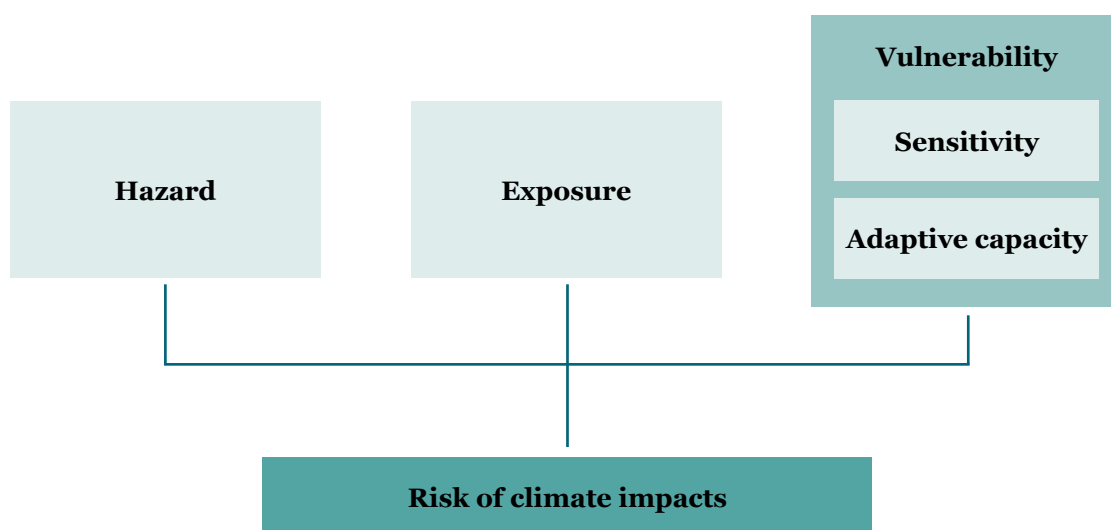 Vulnerability
Hazard
Exposure
Sensitivity
Adaptive capacity
Risk of climate impacts